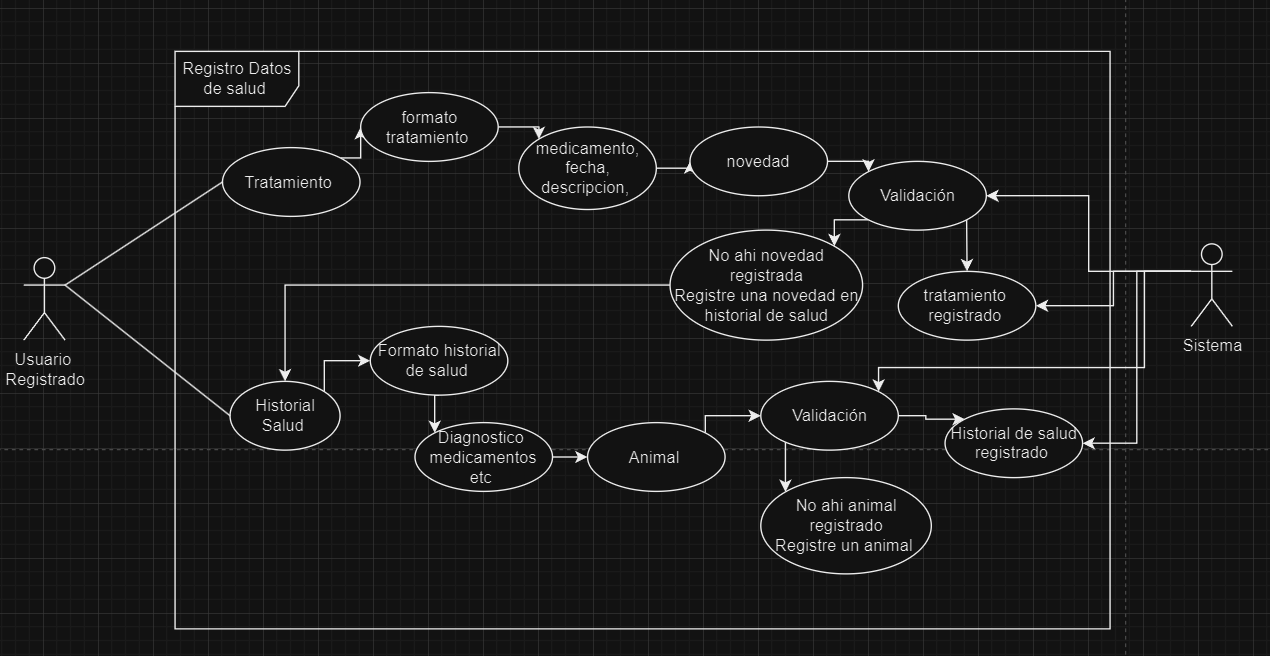 Registro Datos
de salud
formato
tratamiento
medicamento,
fecha,
descripcion,
novedad
Tratamiento
Validación
No ahi novedad
registrada
Registre una novedad en
historial de salud
tratamiento
registrado
Usuario
Registrado
Sistema
Formato historial
de salud
Historial
Salud
Diagnostico
medicamentos
etc
Animal
Validación
Historial de salud
registrado
No ahi animal
registrado
Registre un animal